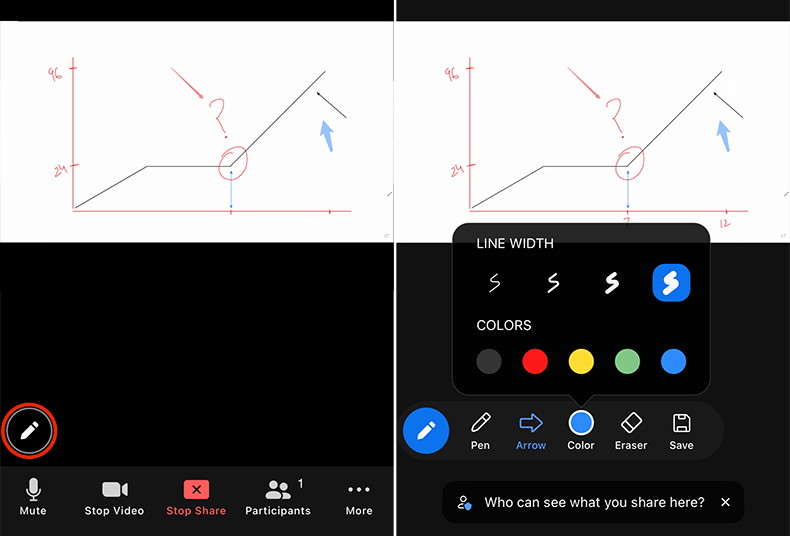 96
?
24
Mute
Stop Video
Stop Share
Participants
1
More
96
?
24
7
12
LINE WIDTH
COLORS
Pen
Arrow
Color
Eraser
Save
Who can see what you share here?